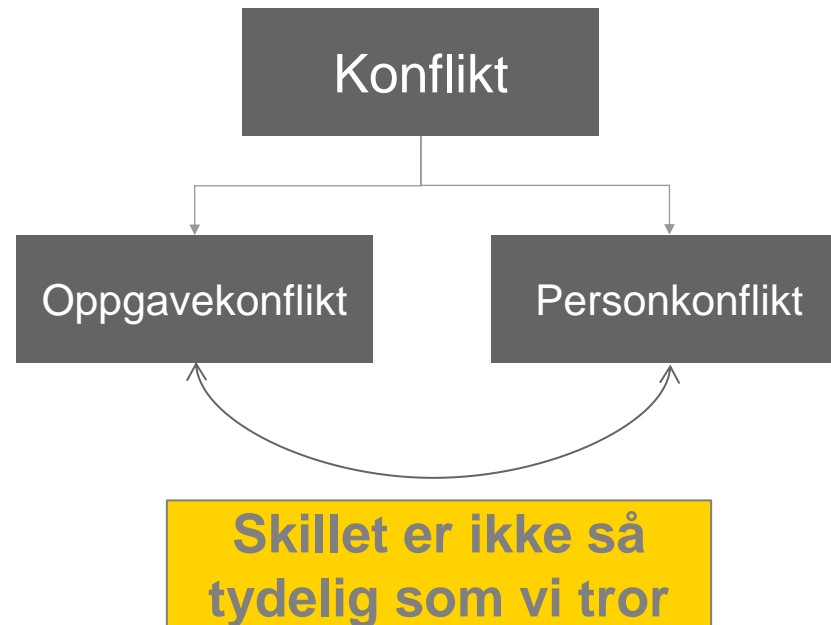 Konflikt
Oppgavekonflikt
Personkonflikt
Skillet er ikke så
tydelig som vi tror